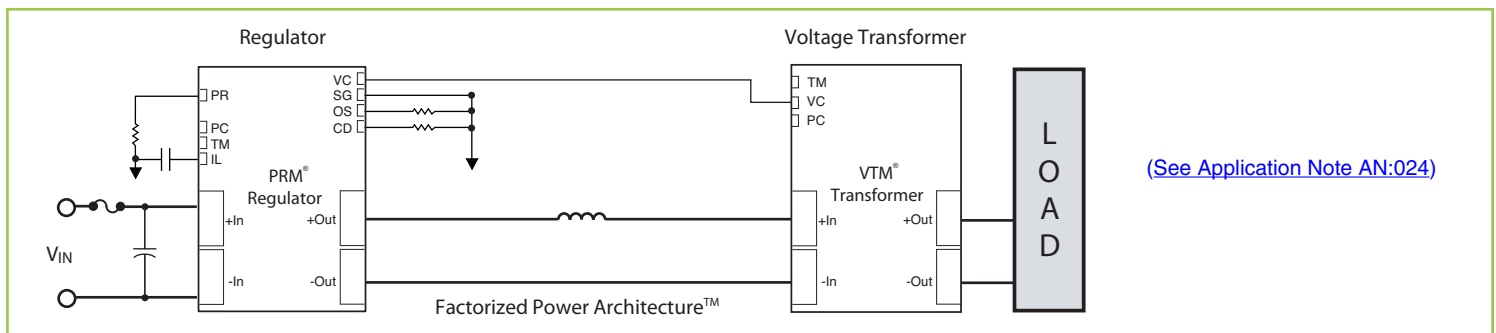 Regulator
Voltage Transformer
PR
PC
TM
IL
VC
SG
OS
CD
PRM®
Regulator
+In
-In
+Out
-Out
VIN
Factorized Power Architecture™
TM
VC
PC
VTM®
Transformer
+In
-In
+Out
-Out
L
O
A
D
(See Application Note AN:024)